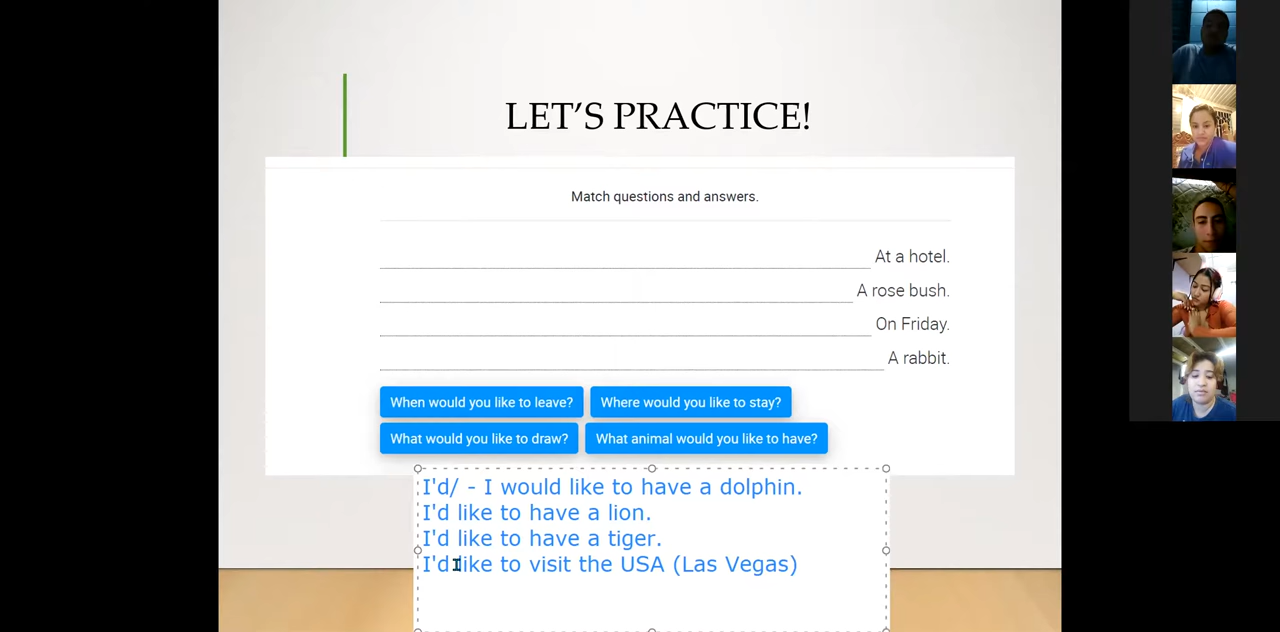 LET'S PRACTICE!
Match questions and answers.
At a hotel.
A rose bush.
On Friday.
A rabbit.
When would you like to leave? Where would you like to stay?
What would you like to draw? What animal would you like to have?
I'd/ - I would like to have a dolphin.
I'd like to have a lion.
I'd like to have a tiger.
I'd like to visit the USA (Las Vegas)